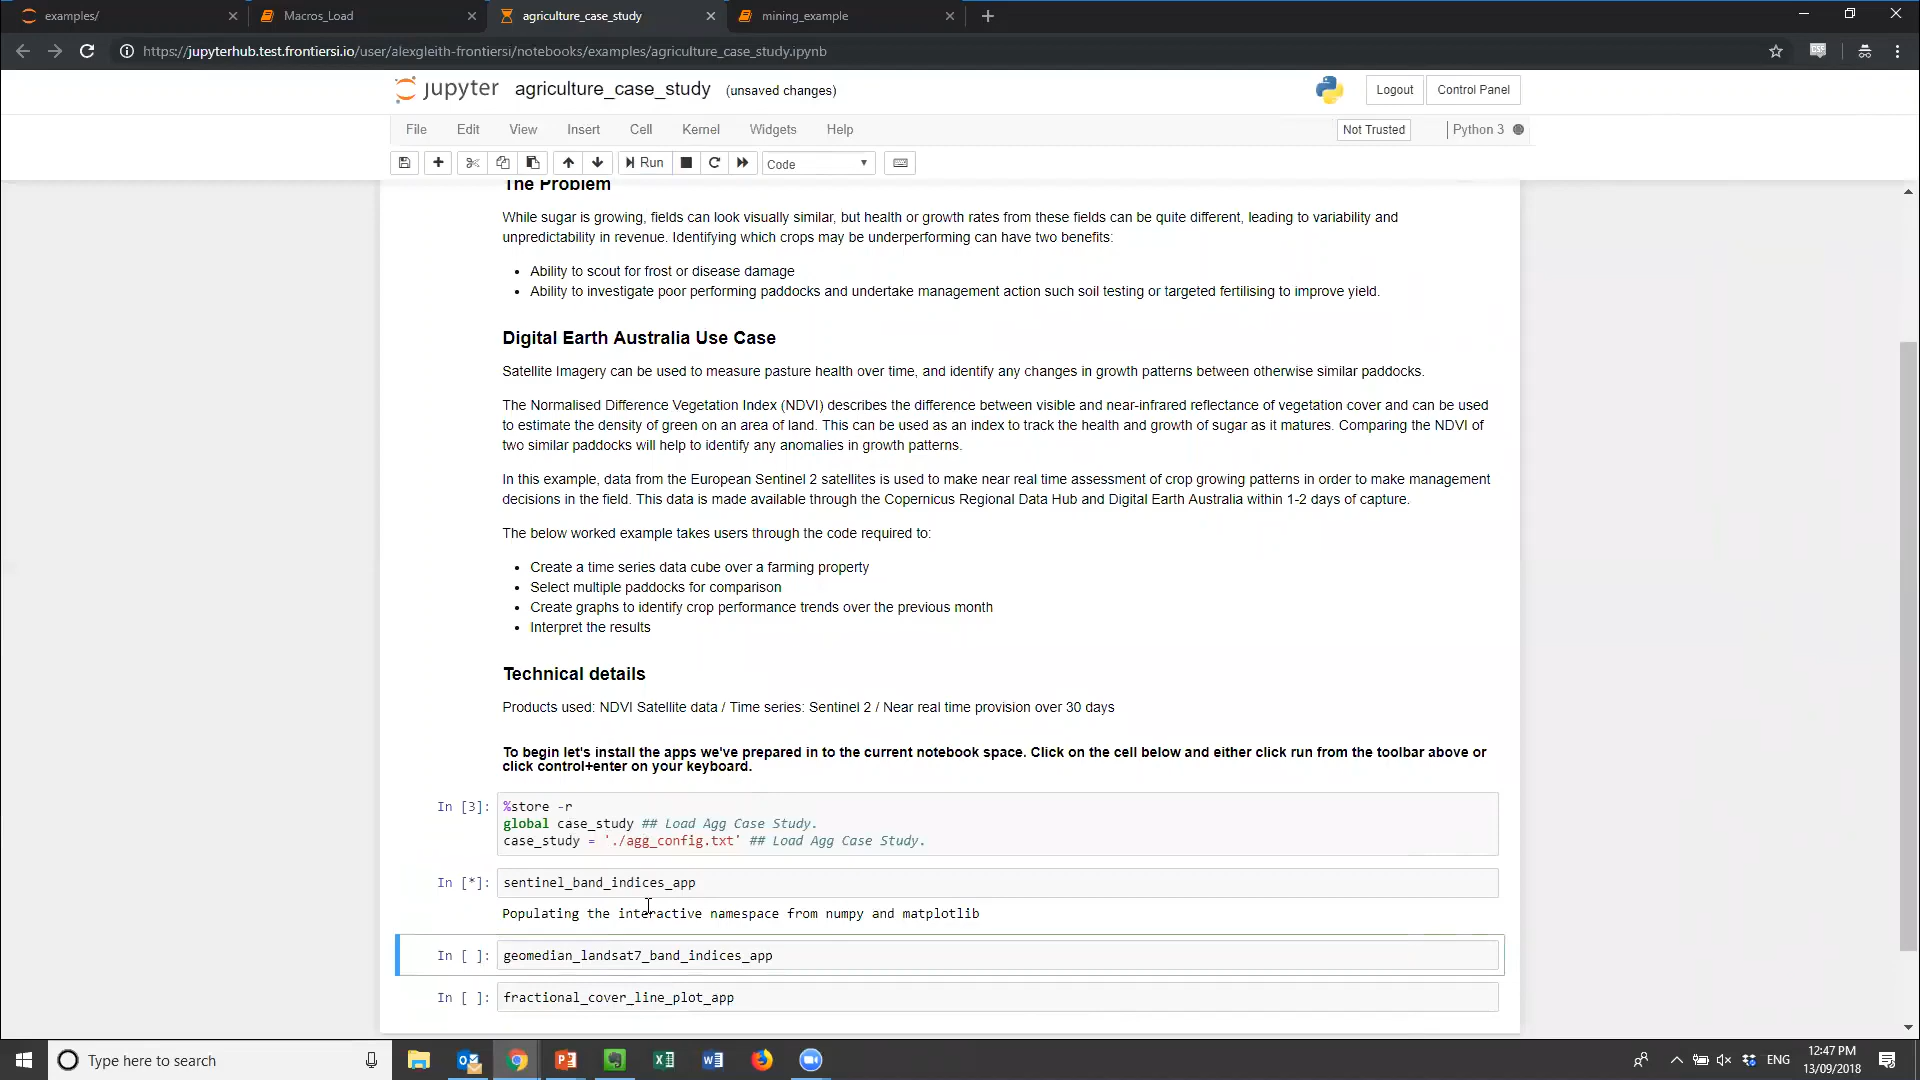 examples/
Macros_Load
agriculture_case_study
mining_example
https://jupyterhub.test.frontiersi.io/user/alexgleith-frontiersi/notebooks/examples/agriculture_case_study.ipynb
jupyter agriculture_case_study (unsaved changes)
Logout
Control Panel
File Edit View Insert Cell Kernel Widgets Help
Not Trusted
Python 3
Run
Code
The Problem
While sugar is growing, fields can look visually similar, but health or growth rates from these fields can be quite different, leading to variability and
unpredictability in revenue. Identifying which crops may be underperforming can have two benefits:
• Ability to scout for frost or disease damage
• Ability to investigate poor performing paddocks and undertake management action such soil testing or targeted fertilising to improve yield.
Digital Earth Australia Use Case
Satellite Imagery can be used to measure pasture health over time, and identify any changes in growth patterns between otherwise similar paddocks.
The Normalised Difference Vegetation Index (NDVI) describes the difference between visible and near-infrared reflectance of vegetation cover and can be used
to estimate the density of green on an area of land. This can be used as an index to track the health and growth of sugar as it matures. Comparing the NDVI of
two similar paddocks will help to identify any anomalies in growth patterns.
In this example, data from the European Sentinel 2 satellites is used to make near real time assessment of crop growing patterns in order to make management
decisions in the field. This data is made available through the Copernicus Regional Data Hub and Digital Earth Australia within 1-2 days of capture.
The below worked example takes users through the code required to:
• Create a time series data cube over a farming property
• Select multiple paddocks for comparison
• Create graphs to identify crop performance trends over the previous month
• Interpret the results
Technical details
Products used: NDVI Satellite data / Time series: Sentinel 2 / Near real time provision over 30 days
To begin let's install the apps we've prepared in to the current notebook space. Click on the cell below and either click run from the toolbar above or
click control+enter on your keyboard.
In [3]: %store -r
global case_study ## Load Agg Case Study.
case_study = './agg_config.txt' ## Load Agg Case Study.
In [*]: sentinel_band_indices_app
Populating the interactive namespace from numpy and matplotlib
In [ ]: geomedian_landsat7_band_indices_app
In [ ]: fractional_cover_line_plot_app
Type here to search
ENG
12:47 PM
13/09/2018